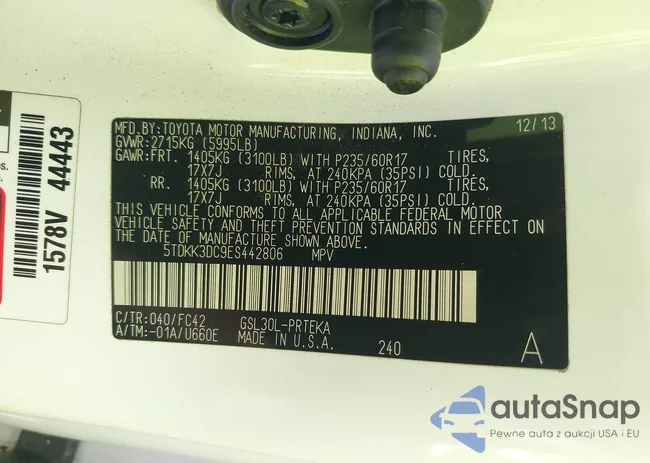 MFD.BY:TOYOTA MOTOR MANUFACTURING, INDIANA, INC. 12/13
GVWR:2715KG (5995LB)
GAWR:FRT. 1405KG (3100LB) WITH P235/60R17 TIRES,
17X7J RIMS, AT 240KPA (35PSI) COLD.
RR. 1405KG (3100LB) WITH P235/60R17 TIRES,
17X7J RIMS, AT 240KPA (35PSI) COLD.
THIS VEHICLE CONFORMS TO ALL APPLICABLE FEDERAL MOTOR
VEHICLE SAFETY AND THEFT PREVENTION STANDARDS IN EFFECT ON
THE DATE OF MANUFACTURE SHOWN ABOVE.
5TDKK3DC9ES442806 MPV
C/TR:040/FC42 GSL30L-PRTEKA
A/TM:-01A/U660E MADE IN U.S.A. 240 A
1578V 44443
autaSnap
Pewne auta z aukcji USA i EU